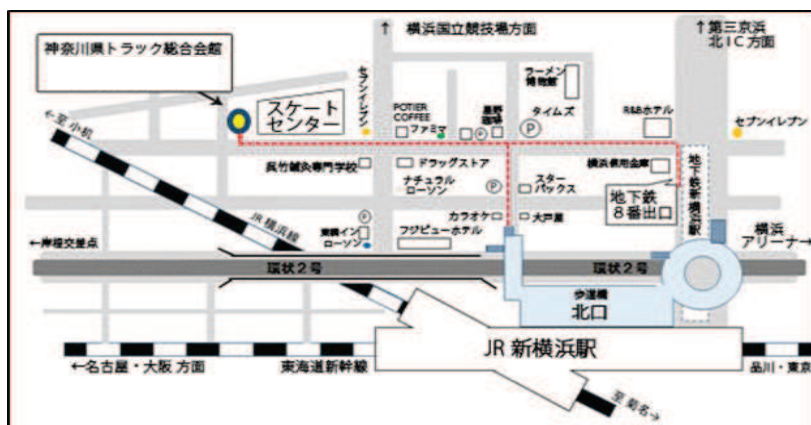 ↑
横浜国立競技場方面
↑第三京浜
北IC方面
神奈川県トラック総合会館
セブンイレブン
ラーメン
博物館
スケート
センター
POTIER
COFFEE
ファミマ
星野
珈琲
P
タイムズ
P
R&Bホテル
セブンイレブン
←至小机
呉竹鍼灸専門学校
ドラッグストア
横浜信用金庫
地下鉄新横浜駅
ナチュラル
ローソン
P
スター
バックス
地下鉄
8番出口
JR横浜線
P
東横イン
ローソン
カラオケ
大戸屋
フジビューホテル
横浜
アリーナ→
←岸根交差点
環状2号
環状2号
歩道橋
北口
JR 新横浜駅
←名古屋・大阪 方面
東海道新幹線
品川・東京
至菊名→